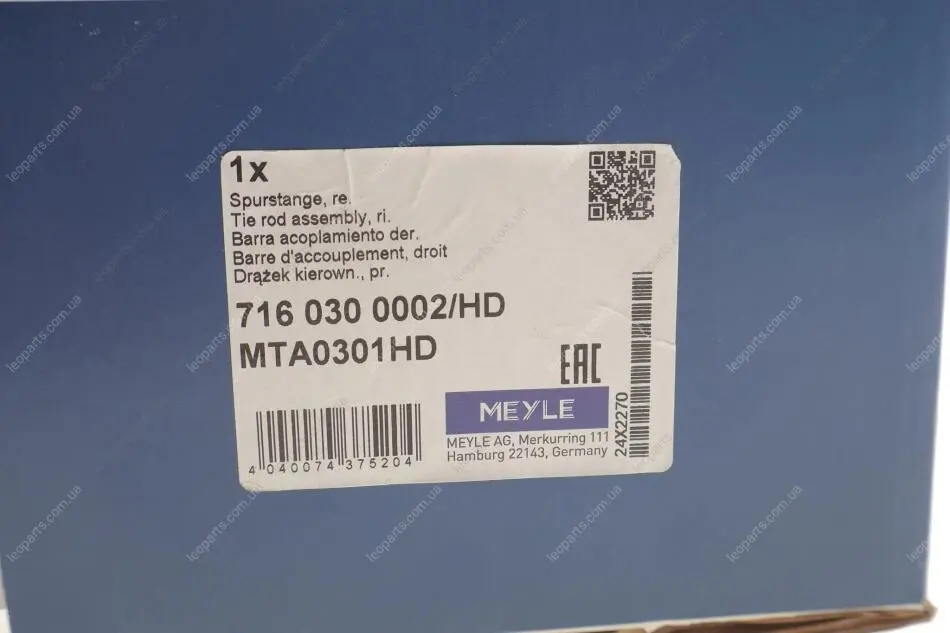 1x
Spurstange, re.
Tie rod assembly, ri.
Barra acoplamiento der.
Barre d'accouplement, droit
Drążek kierown., pr.
716 030 0002/HD
MTA0301HD
EAC
MEYLE
MEYLE AG, Merkurring 111
Hamburg 22143, Germany
4 040074 375204
24X2270
leoparts.com.ua